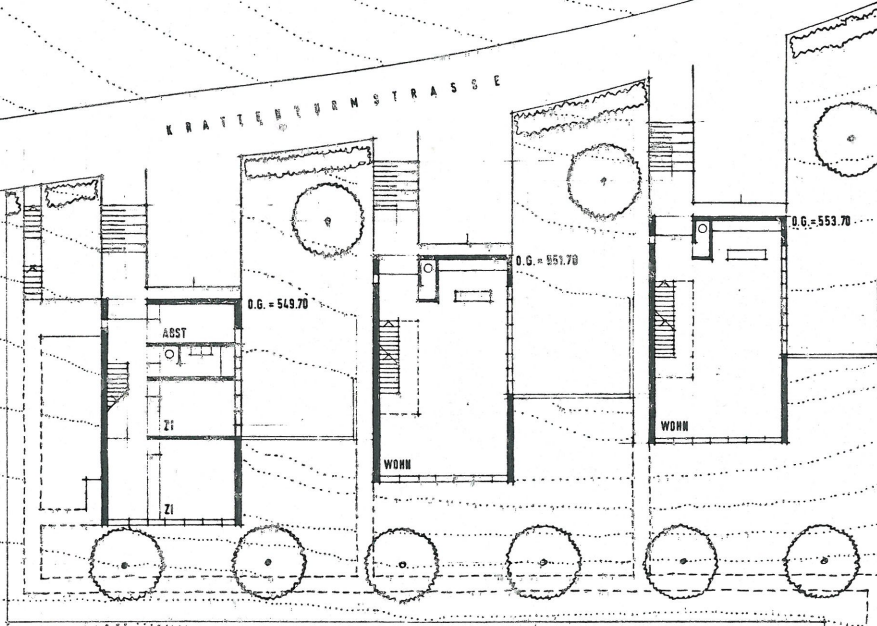 KRATTENTURMSTRASSE
O.G. = 553.70
O.G. = 551.70
O.G. = 549.70
ABST
ZI
WOHN
WOHN
ZI